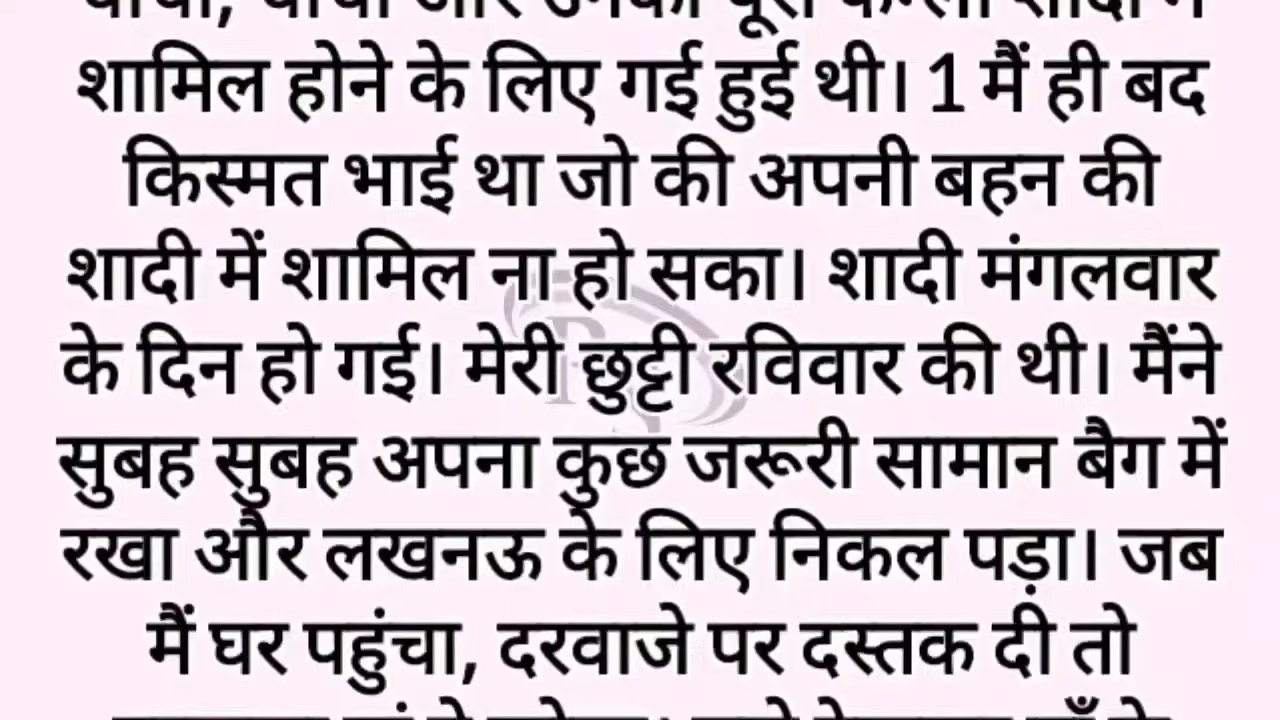 शामिल होने के लिए गई हुई थी। 1 मैं ही बद
किस्मत भाई था जो की अपनी बहन की
शादी में शामिल ना हो सका। शादी मंगलवार
के दिन हो गई। मेरी छुट्टी रविवार की थी। मैंने
सुबह सुबह अपना कुछ जरूरी सामान बैग में
रखा और लखनऊ के लिए निकल पड़ा। जब
मैं घर पहुंचा, दरवाजे पर दस्तक दी तो